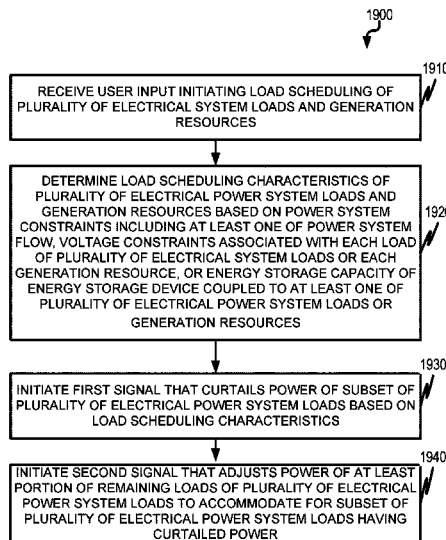 1900
1910
RECEIVE USER INPUT INITIATING LOAD SCHEDULING OF
PLURALITY OF ELECTRICAL SYSTEM LOADS AND GENERATION
RESOURCES
1920
DETERMINE LOAD SCHEDULING CHARACTERISTICS OF
PLURALITY OF ELECTRICAL POWER SYSTEM LOADS AND
GENERATION RESOURCES BASED ON POWER SYSTEM
CONSTRAINTS INCLUDING AT LEAST ONE OF POWER SYSTEM
FLOW, VOLTAGE CONSTRAINTS ASSOCIATED WITH EACH LOAD
OF PLURALITY OF ELECTRICAL SYSTEM LOADS OR EACH
GENERATION RESOURCE, OR ENERGY STORAGE CAPACITY OF
ENERGY STORAGE DEVICE COUPLED TO AT LEAST ONE OF
PLURALITY OF ELECTRICAL POWER SYSTEM LOADS OR
GENERATION RESOURCES
1930
INITIATE FIRST SIGNAL THAT CURTAILS POWER OF SUBSET OF
PLURALITY OF ELECTRICAL POWER SYSTEM LOADS BASED ON
LOAD SCHEDULING CHARACTERISTICS
1940
INITIATE SECOND SIGNAL THAT ADJUSTS POWER OF AT LEAST
PORTION OF REMAINING LOADS OF PLURALITY OF ELECTRICAL
POWER SYSTEM LOADS TO ACCOMMODATE FOR SUBSET OF
PLURALITY OF ELECTRICAL POWER SYSTEM LOADS HAVING
CURTAILED POWER